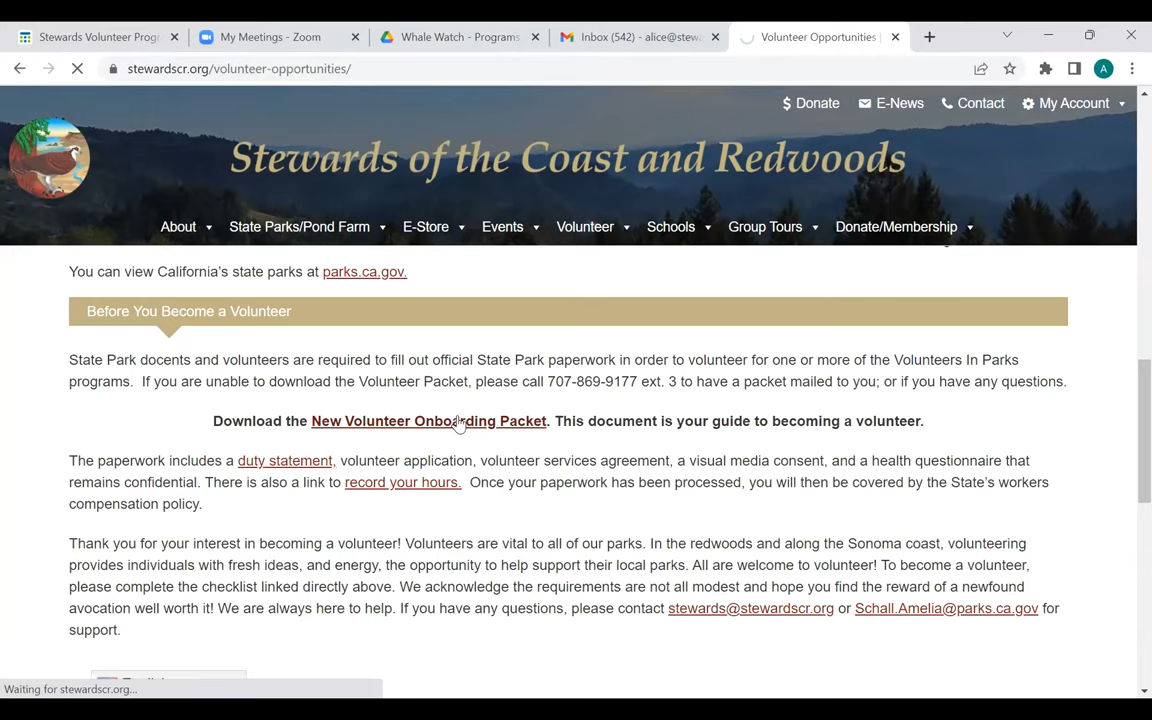 Stewards Volunteer Progr
My Meetings - Zoom
Whale Watch - Programs
Inbox (542) - alice@stewa
Volunteer Opportunities |
stewardscr.org/volunteer-opportunities/
A
Donate E-News Contact My Account
Stewards of the Coast and Redwoods
About State Parks/Pond Farm E-Store Events Volunteer Schools Group Tours Donate/Membership
You can view California's state parks at parks.ca.gov.
Before You Become a Volunteer
State Park docents and volunteers are required to fill out official State Park paperwork in order to volunteer for one or more of the Volunteers In Parks
programs. If you are unable to download the Volunteer Packet, please call 707-869-9177 ext. 3 to have a packet mailed to you; or if you have any questions.
Download the New Volunteer Onboarding Packet. This document is your guide to becoming a volunteer.
The paperwork includes a duty statement, volunteer application, volunteer services agreement, a visual media consent, and a health questionnaire that
remains confidential. There is also a link to record your hours. Once your paperwork has been processed, you will then be covered by the State's workers
compensation policy.
Thank you for your interest in becoming a volunteer! Volunteers are vital to all of our parks. In the redwoods and along the Sonoma coast, volunteering
provides individuals with fresh ideas, and energy, the opportunity to help support their local parks. All are welcome to volunteer! To become a volunteer,
please complete the checklist linked directly above. We acknowledge the requirements are not all modest and hope you find the reward of a newfound
avocation well worth it! We are always here to help. If you have any questions, please contact stewards@stewardscr.org or Schall.Amelia@parks.ca.gov for
support.
Waiting for stewardscr.org...